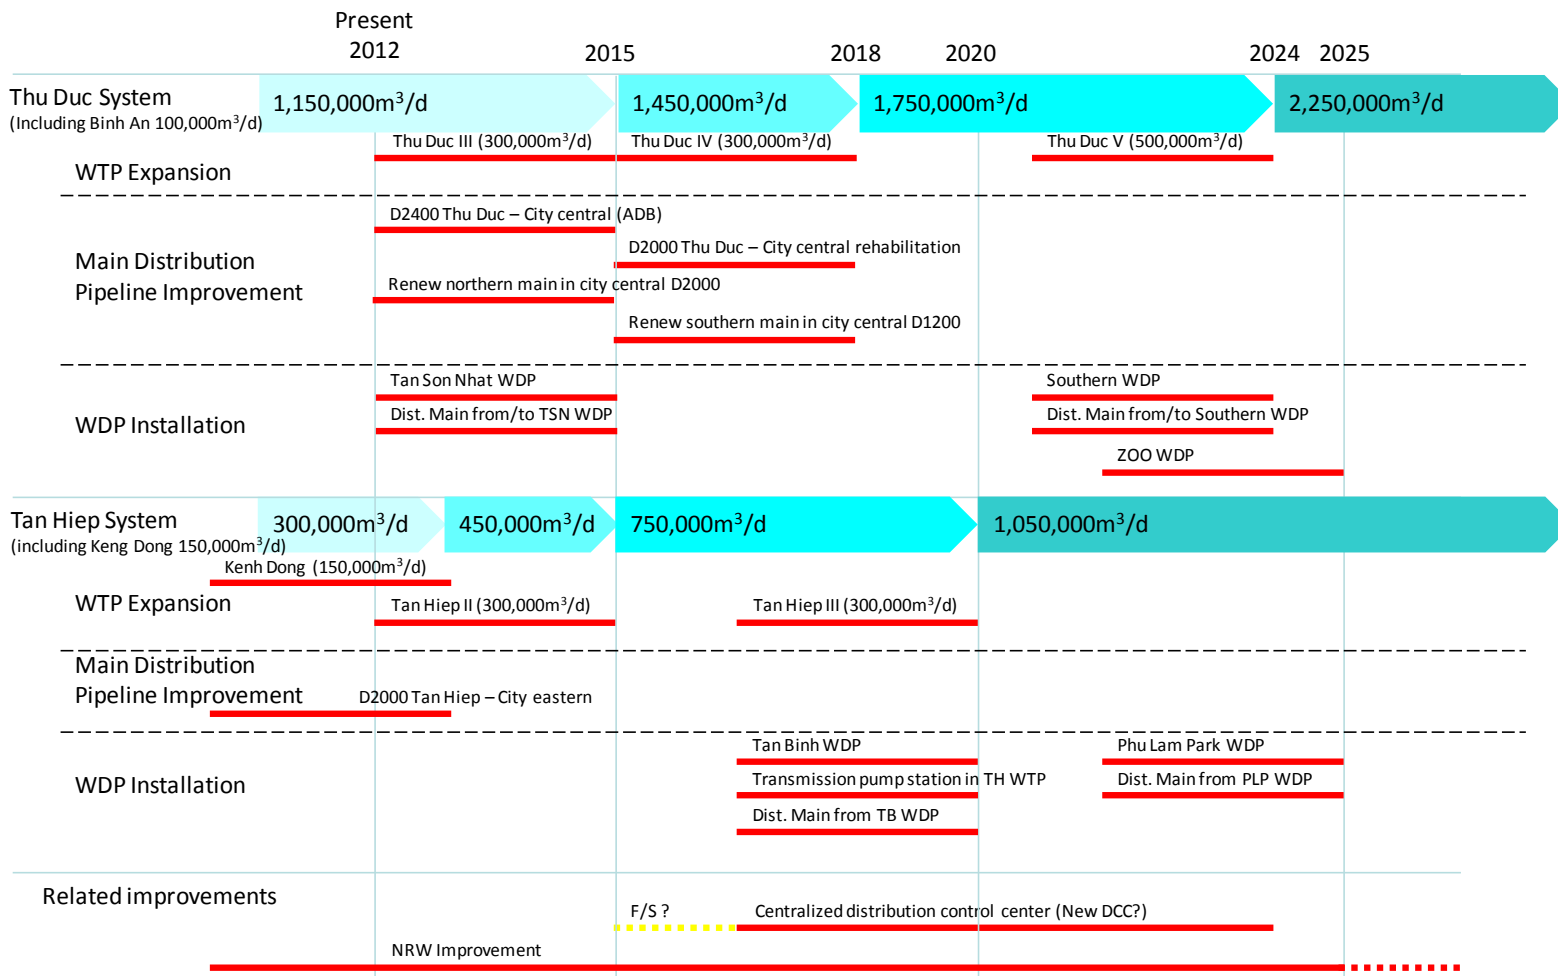 Present
2012
2015
2018
2020
2024
2025
Thu Duc System
(Including Binh An 100,000m³/d)
1,150,000m³/d
1,450,000m³/d
1,750,000m³/d
2,250,000m³/d
WTP Expansion
Thu Duc III (300,000m³/d)
Thu Duc IV (300,000m³/d)
Thu Duc V (500,000m³/d)
Main Distribution
Pipeline Improvement
D2400 Thu Duc – City central (ADB)
D2000 Thu Duc – City central rehabilitation
Renew northern main in city central D2000
Renew southern main in city central D1200
WDP Installation
Tan Son Nhat WDP
Southern WDP
Dist. Main from/to TSN WDP
Dist. Main from/to Southern WDP
ZOO WDP
Tan Hiep System
(including Keng Dong 150,000m³/d)
300,000m³/d
450,000m³/d
750,000m³/d
1,050,000m³/d
Kenh Dong (150,000m³/d)
WTP Expansion
Tan Hiep II (300,000m³/d)
Tan Hiep III (300,000m³/d)
Main Distribution
Pipeline Improvement
D2000 Tan Hiep – City eastern
WDP Installation
Tan Binh WDP
Phu Lam Park WDP
Transmission pump station in TH WTP
Dist. Main from PLP WDP
Dist. Main from TB WDP
Related improvements
F/S ?
Centralized distribution control center (New DCC?)
NRW Improvement